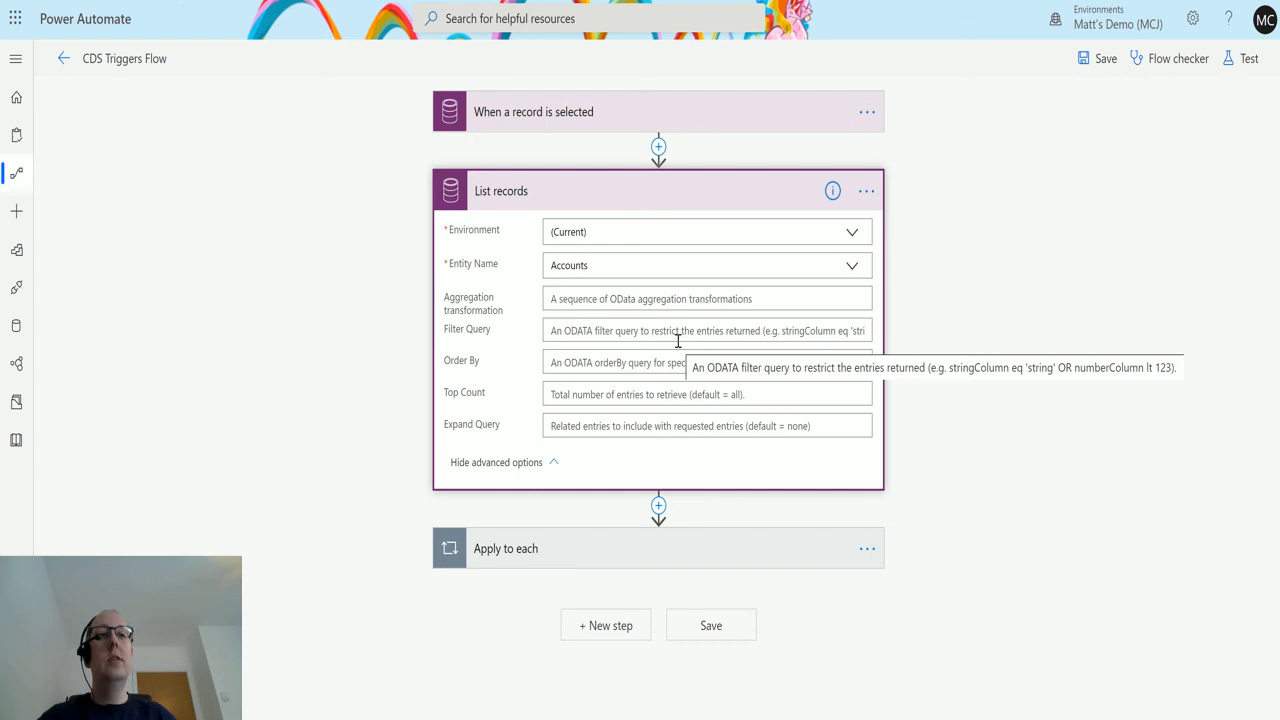 Power Automate
Search for helpful resources
Environments
Matt's Demo (MCJ)
?
MC
CDS Triggers Flow
Save
Flow checker
Test
When a record is selected
List records
*Environment
(Current)
*Entity Name
Accounts
Aggregation
transformation
A sequence of OData aggregation transformations
Filter Query
An ODATA filter query to restrict the entries returned (e.g. stringColumn eq 'stri
An ODATA filter query to restrict the entries returned (e.g. stringColumn eq 'string' OR numberColumn lt 123).
Order By
An ODATA orderBy query for spec
Top Count
Total number of entries to retrieve (default = all).
Expand Query
Related entries to include with requested entries (default = none)
Hide advanced options
Apply to each
+ New step
Save